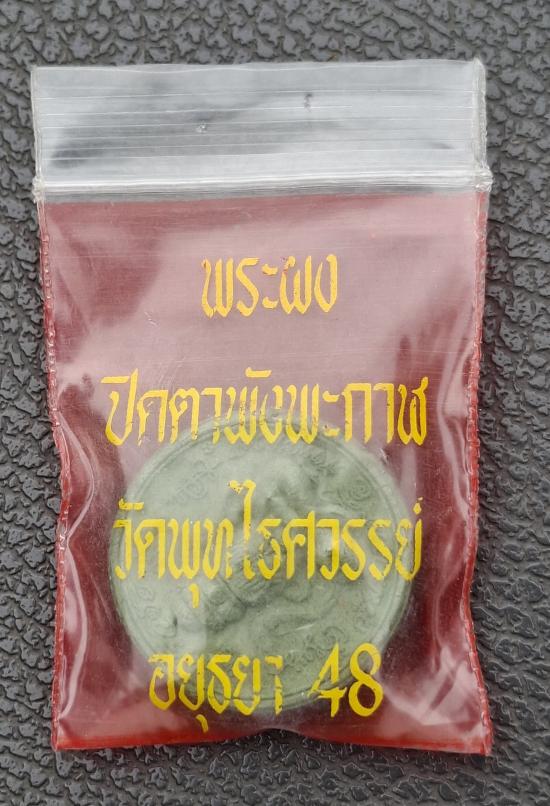 พระผง
ปิดตาพังพะกาฬ
วัดพุทไธศวรรย์
อยุธยา 48